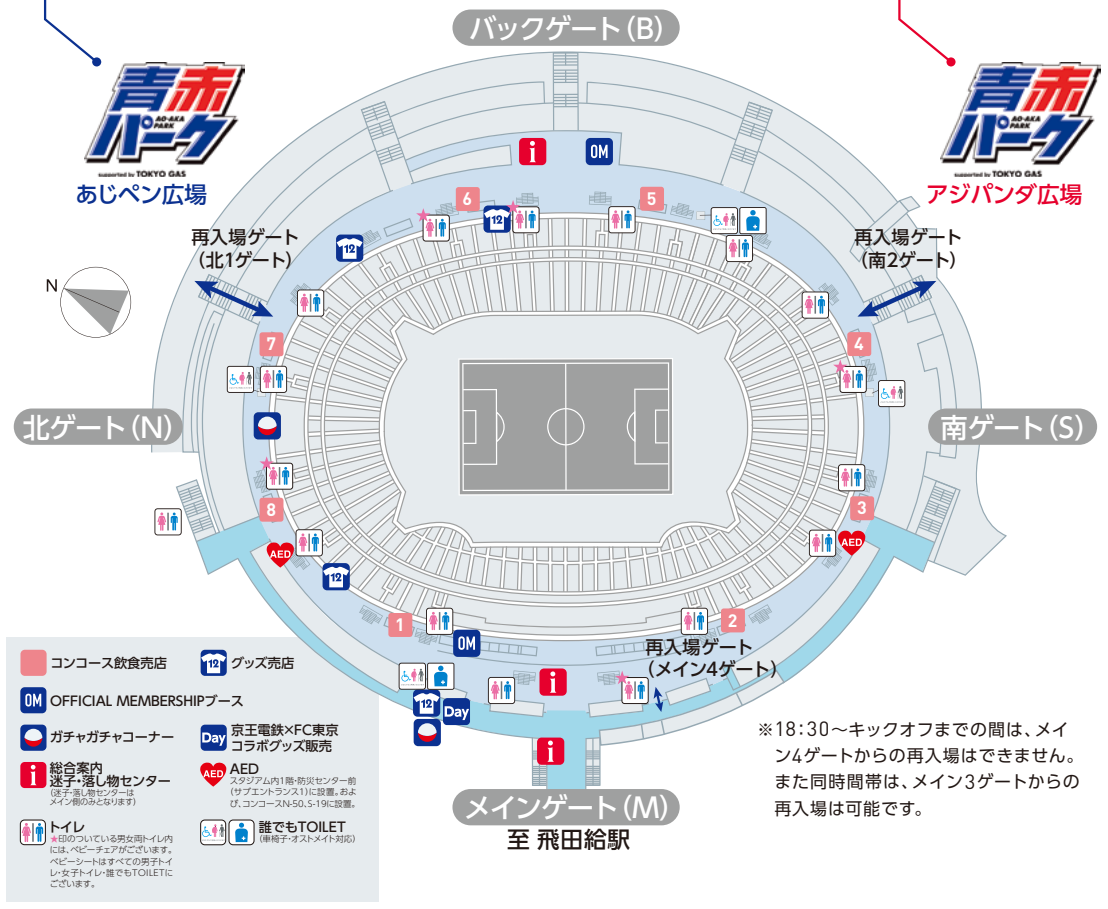 バックゲート(B)
青赤
パーク
AO-AKA
PARK
supported by TOKYO GAS
あじペン広場
青赤
パーク
AO-AKA
PARK
supported by TOKYO GAS
アジパンダ広場
i
OM
6
12
5
12
再入場ゲート
(北1ゲート)
再入場ゲート
(南2ゲート)
N
7
4
北ゲート(N)
南ゲート(S)
8
3
AED
AED
12
1
2
OM
再入場ゲート
(メイン4ゲート)
i
12
Day
i
メインゲート(M)
至 飛田給駅
コンコース飲食売店
12 グッズ売店
OM OFFICIAL MEMBERSHIPブース
ガチャガチャコーナー
Day 京王電鉄×FC東京
コラボグッズ販売
i 総合案内
迷子・落し物センター
(迷子・落し物センターは
メイン側のみとなります)
AED AED
スタジアム内1階・防災センター前
(サブエントランス1)に設置。およ
び、コンコースN-50、S-19に設置。
トイレ
★印のついている男女両トイレ内
には、ベビーチェアがございます。
ベビーシートはすべての男子トイ
レ・女子トイレ・誰でもTOILETに
ございます。
誰でもTOILET
(車椅子・オストメイト対応)
※18:30～キックオフまでの間は、メイ
ン4ゲートからの再入場はできません。
また同時間帯は、メイン3ゲートからの
再入場は可能です。